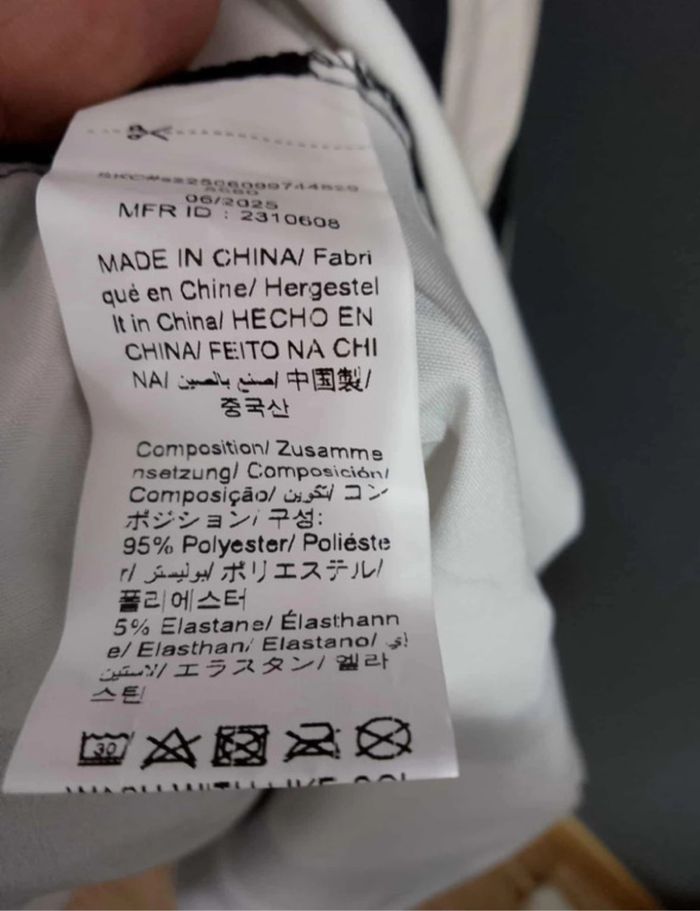 06/2025
MFR ID : 2310608
MADE IN CHINA/ Fabri
qué en Chine/ Hergestel
lt in China/ HECHO EN
CHINA/ FEITO NA CHI
NA/ صنع بالصين/ 中国製/
중국산
Composition/ Zusamme
nsetzung/ Composición/
Composição/ تكوين/ コン
ポジション/ 구성:
95% Polyester/ Poliéste
r/ بوليستر/ ポリエステル/
폴리에스터
5% Elastane/ Élasthann
e/ Elasthan/ Elastano/
エラスタン/ 엘라
스틴
30